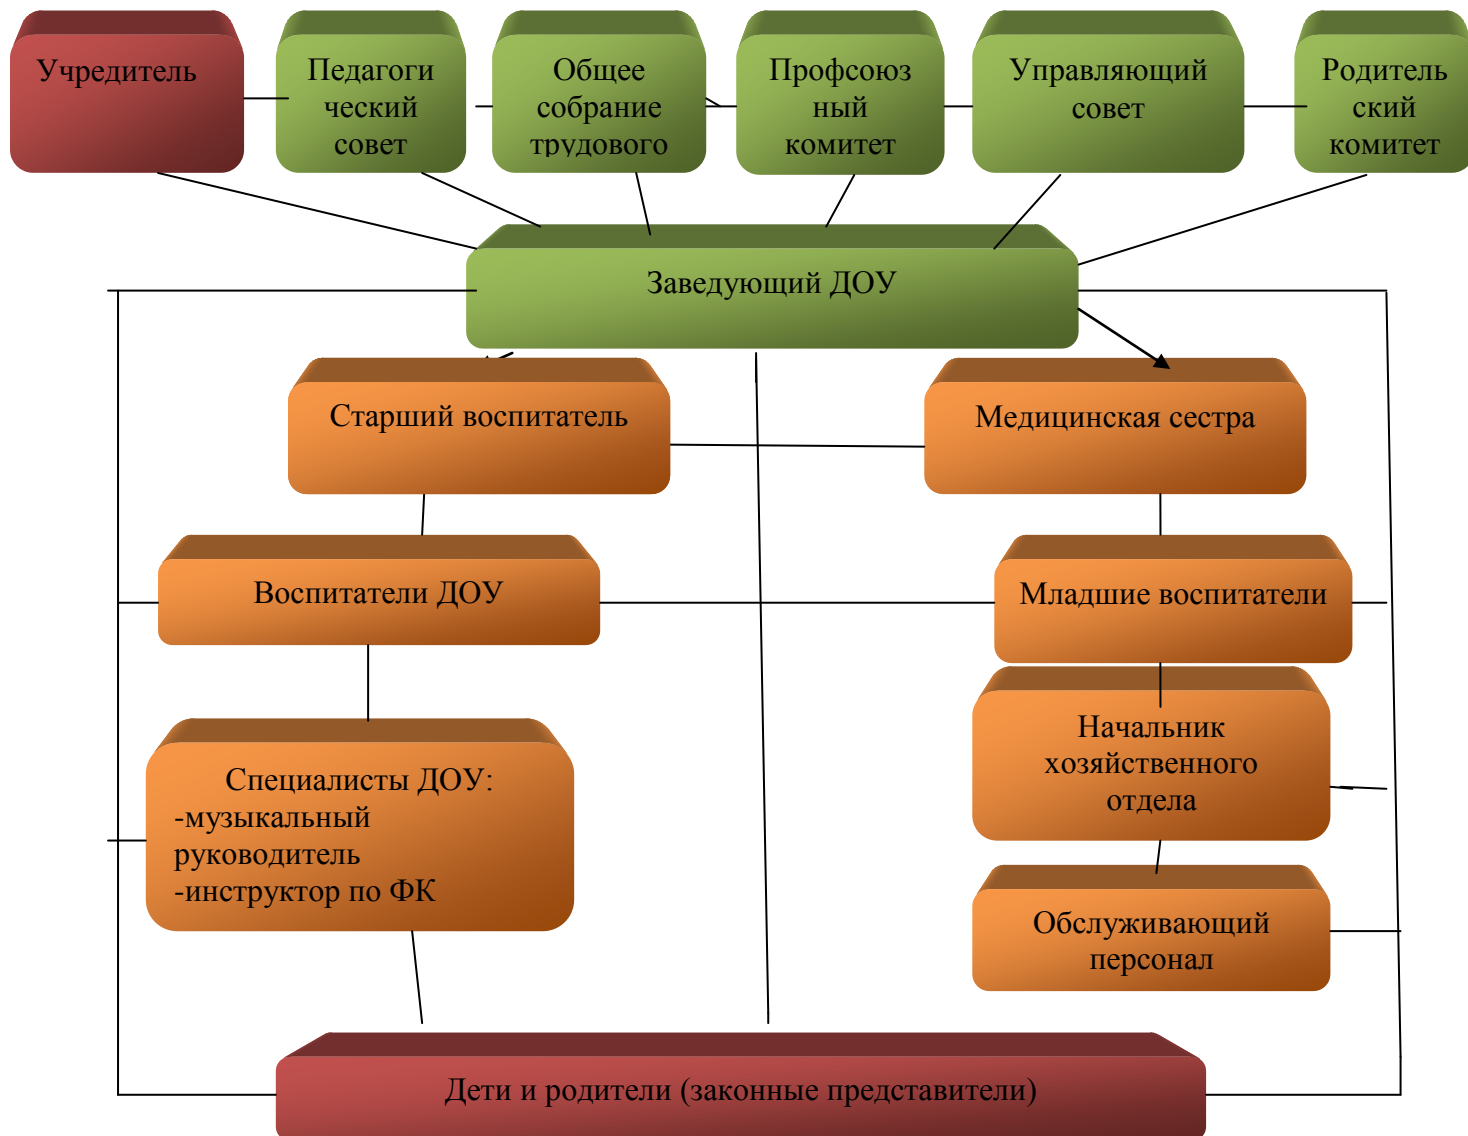 Учредитель
Педагоги
ческий
совет
Общее
собрание
трудового
Профсоюз
ный
комитет
Управляющий
совет
Родитель
ский
комитет
Заведующий ДОУ
Старший воспитатель
Медицинская сестра
Воспитатели ДОУ
Младшие воспитатели
Начальник
хозяйственного
отдела
Специалисты ДОУ:
-музыкальный
руководитель
-инструктор по ФК
Обслуживающий
персонал
Дети и родители (законные представители)